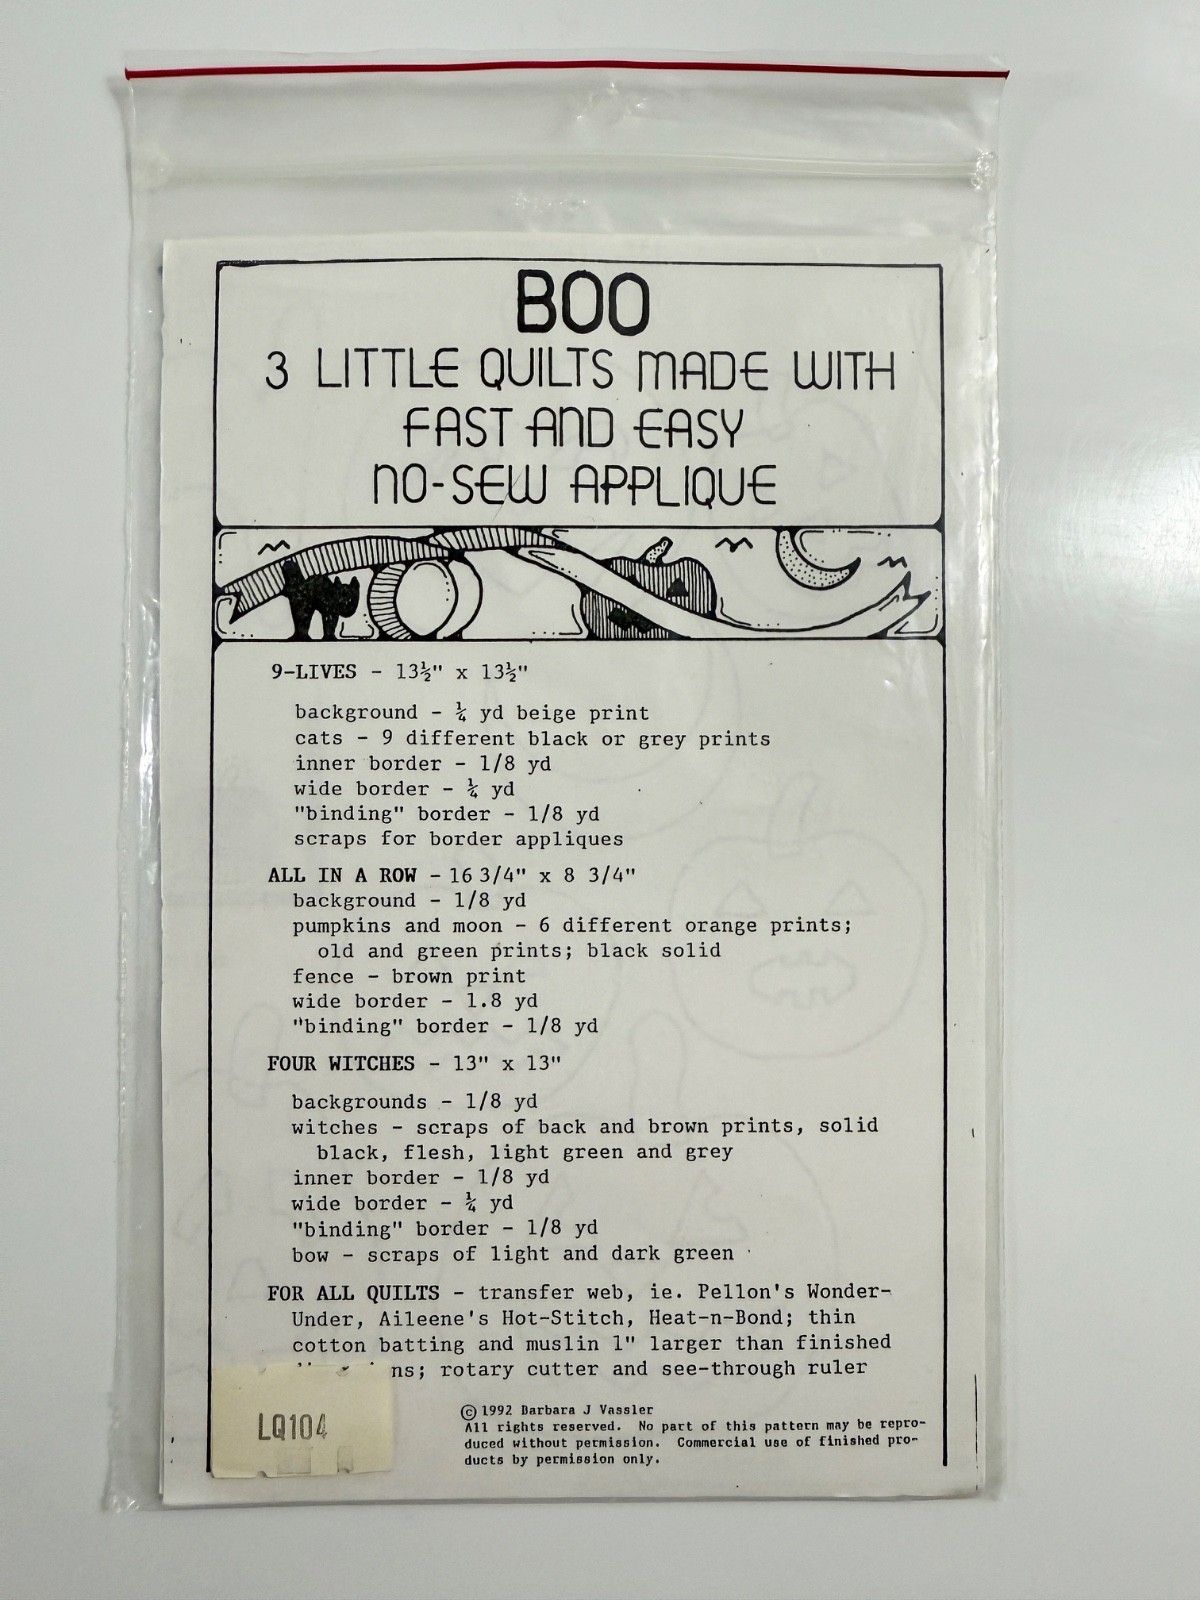 BOO
3 LITTLE QUILTS MADE WITH
FAST AND EASY
NO-SEW APPLIQUE
9-LIVES - 13½" x 13½"
background - ¼ yd beige print
cats - 9 different black or grey prints
inner border - 1/8 yd
wide border - ¼ yd
"binding" border - 1/8 yd
scraps for border appliques
ALL IN A ROW - 16 3/4" x 8 3/4"
background - 1/8 yd
pumpkins and moon - 6 different orange prints;
old and green prints; black solid
fence - brown print
wide border - 1.8 yd
"binding" border - 1/8 yd
FOUR WITCHES - 13" x 13"
backgrounds - 1/8 yd
witches - scraps of back and brown prints, solid
black, flesh, light green and grey
inner border - 1/8 yd
wide border - ¼ yd
"binding" border - 1/8 yd
bow - scraps of light and dark green
FOR ALL QUILTS - transfer web, ie. Pellon's Wonder-
Under, Aileene's Hot-Stitch, Heat-n-Bond; thin
cotton batting and muslin 1" larger than finished
ns; rotary cutter and see-through ruler
LQ104
© 1992 Barbara J Vassler
All rights reserved. No part of this pattern may be repro-
duced without permission. Commercial use of finished pro-
ducts by permission only.